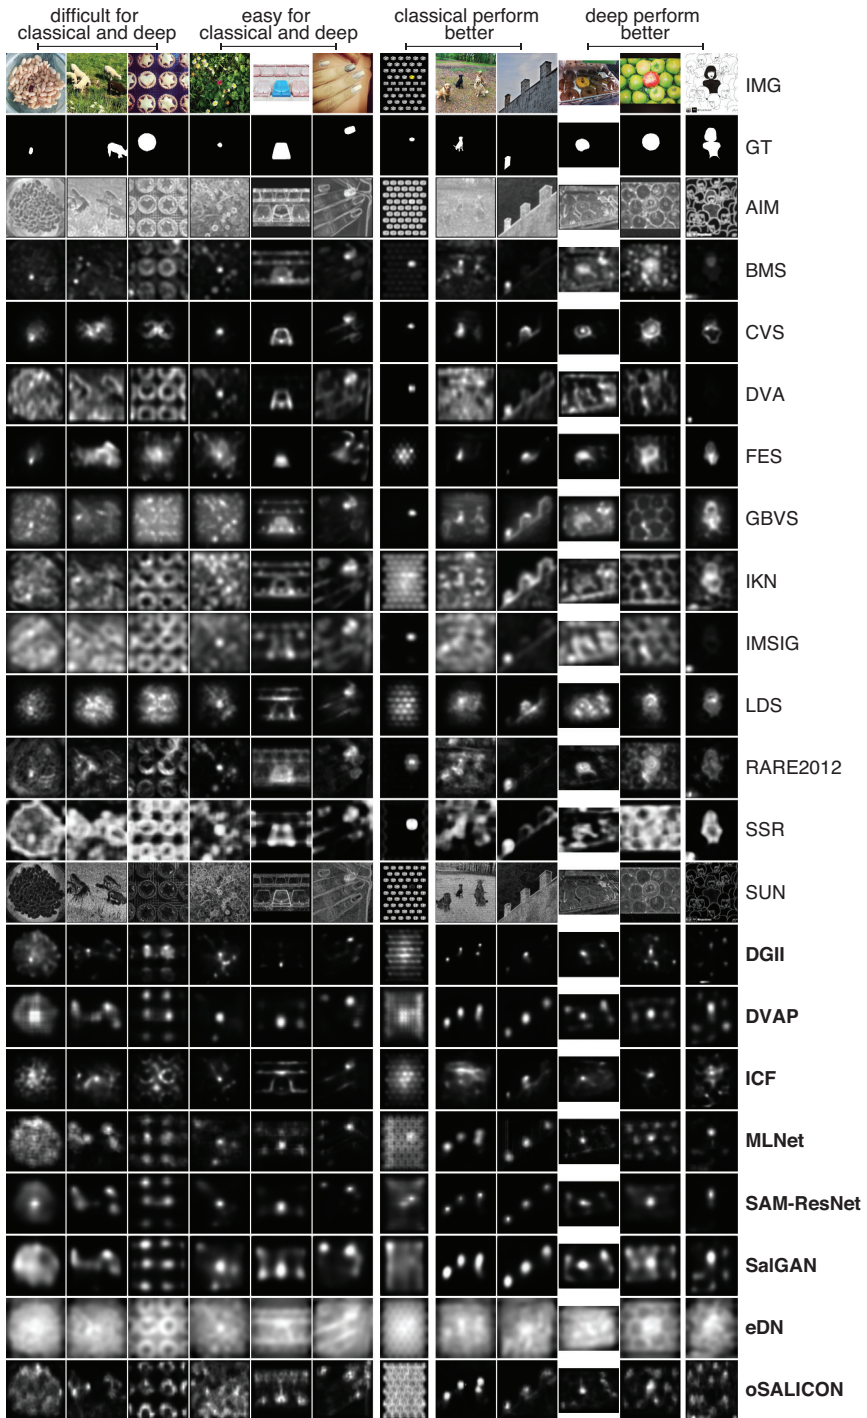 difficult for
classical and deep
easy for
classical and deep
classical perform
better
deep perform
better
IMG
GT
AIM
BMS
CVS
DVA
FES
GBVS
IKN
IMSIG
LDS
RARE2012
SSR
SUN
DGII
DVAP
ICF
MLNet
SAM-ResNet
SalGAN
eDN
oSALICON